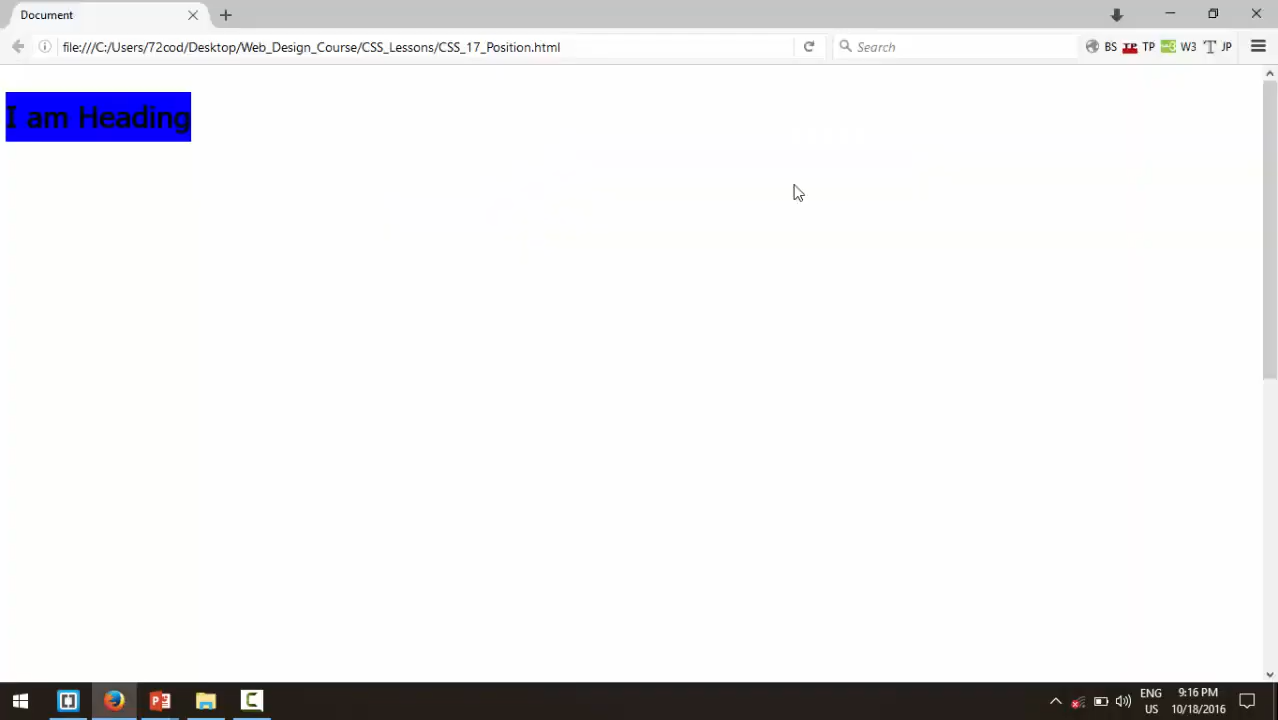 Document
file:///C:/Users/72cod/Desktop/Web_Design_Course/CSS_Lessons/CSS_17_Position.html
Search
BS TP W3 JP
I am Heading
ENG 9:16 PM
US 10/18/2016